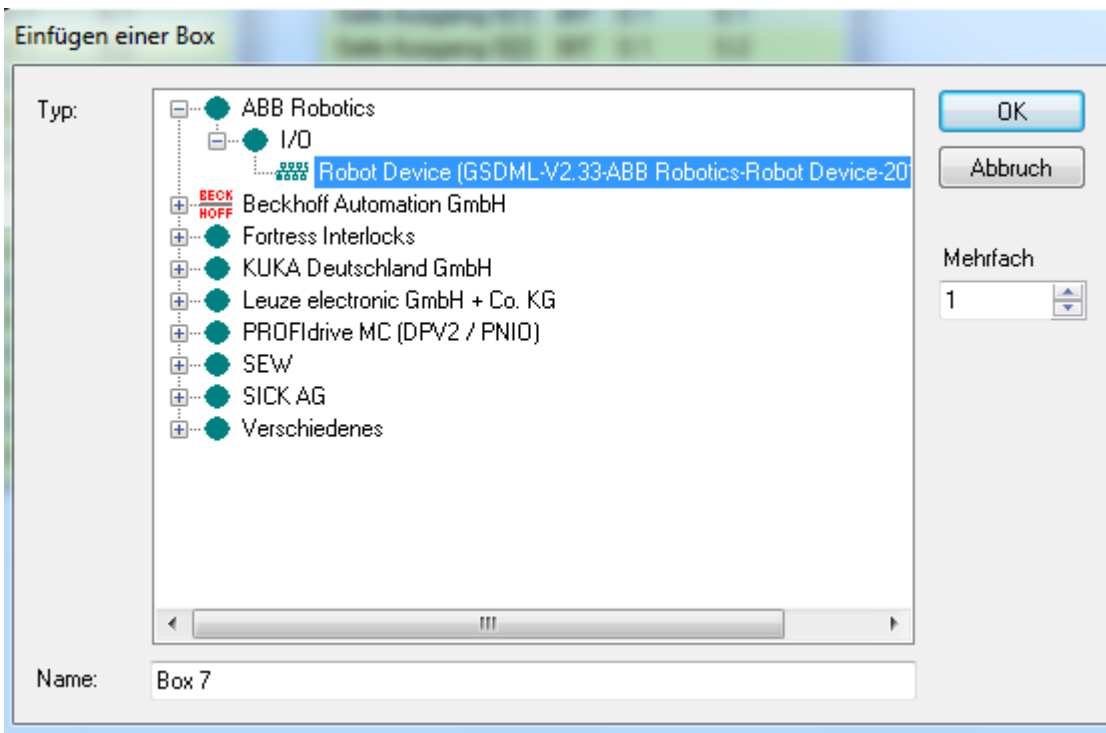 Einfügen einer Box
Typ:
ABB Robotics
I/O
Robot Device (GSDML-V2.33-ABB Robotics-Robot Device-20
BECK
HOFF
Beckhoff Automation GmbH
Fortress Interlocks
KUKA Deutschland GmbH
Leuze electronic GmbH + Co. KG
PROFIdrive MC (DPV2 / PNIO)
SEW
SICK AG
Verschiedenes
OK
Abbruch
Mehrfach
1
Name:
Box 7